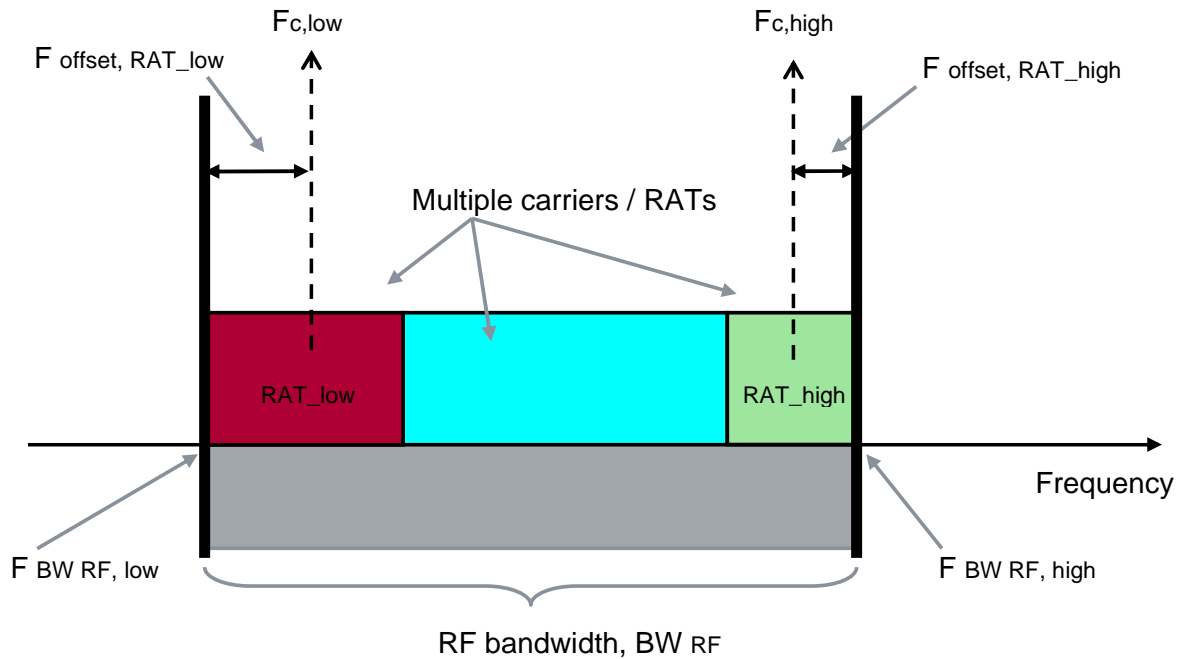 Fc,low
Fc,high
F offset, RAT_low
F offset, RAT_high
Multiple carriers / RATs
RAT_low
RAT_high
Frequency
F BW RF, low
F BW RF, high
RF bandwidth, BW RF